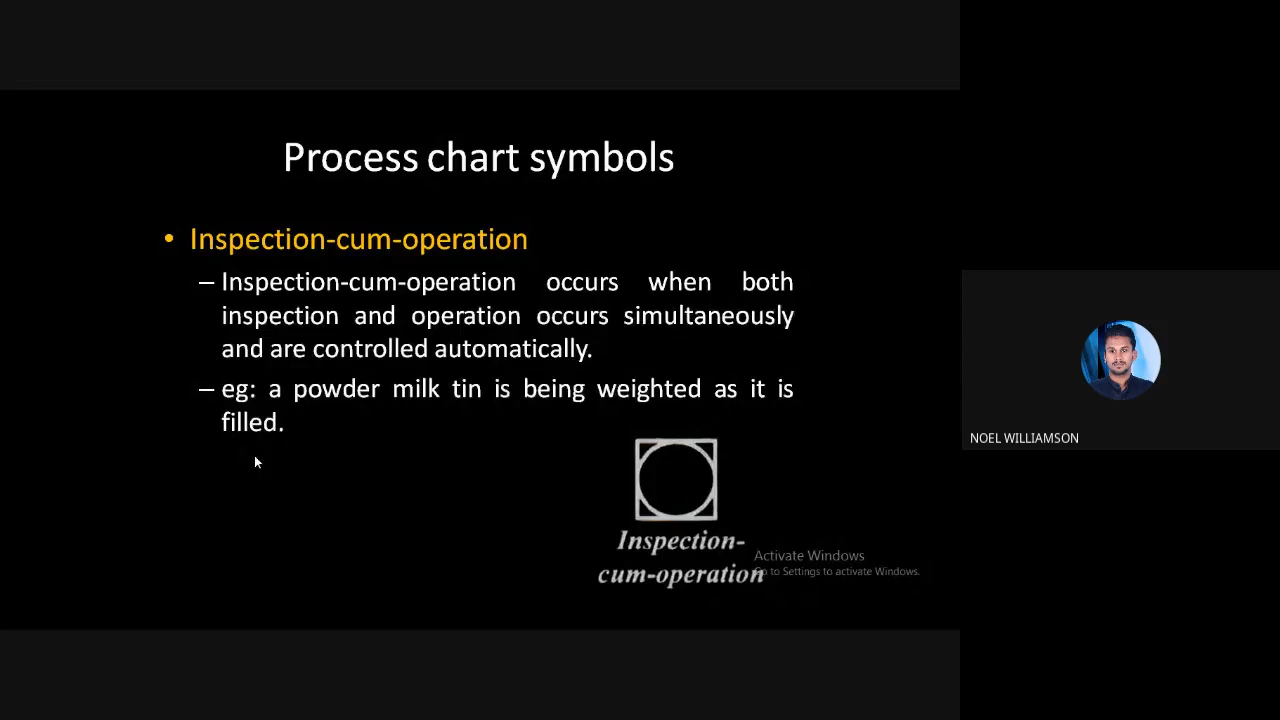 Process chart symbols
• Inspection-cum-operation
– Inspection-cum-operation occurs when both
inspection and operation occurs simultaneously
and are controlled automatically.
– eg: a powder milk tin is being weighted as it is
filled.
Inspection-
cum-operation
Activate Windows
Go to Settings to activate Windows.
NOEL WILLIAMSON